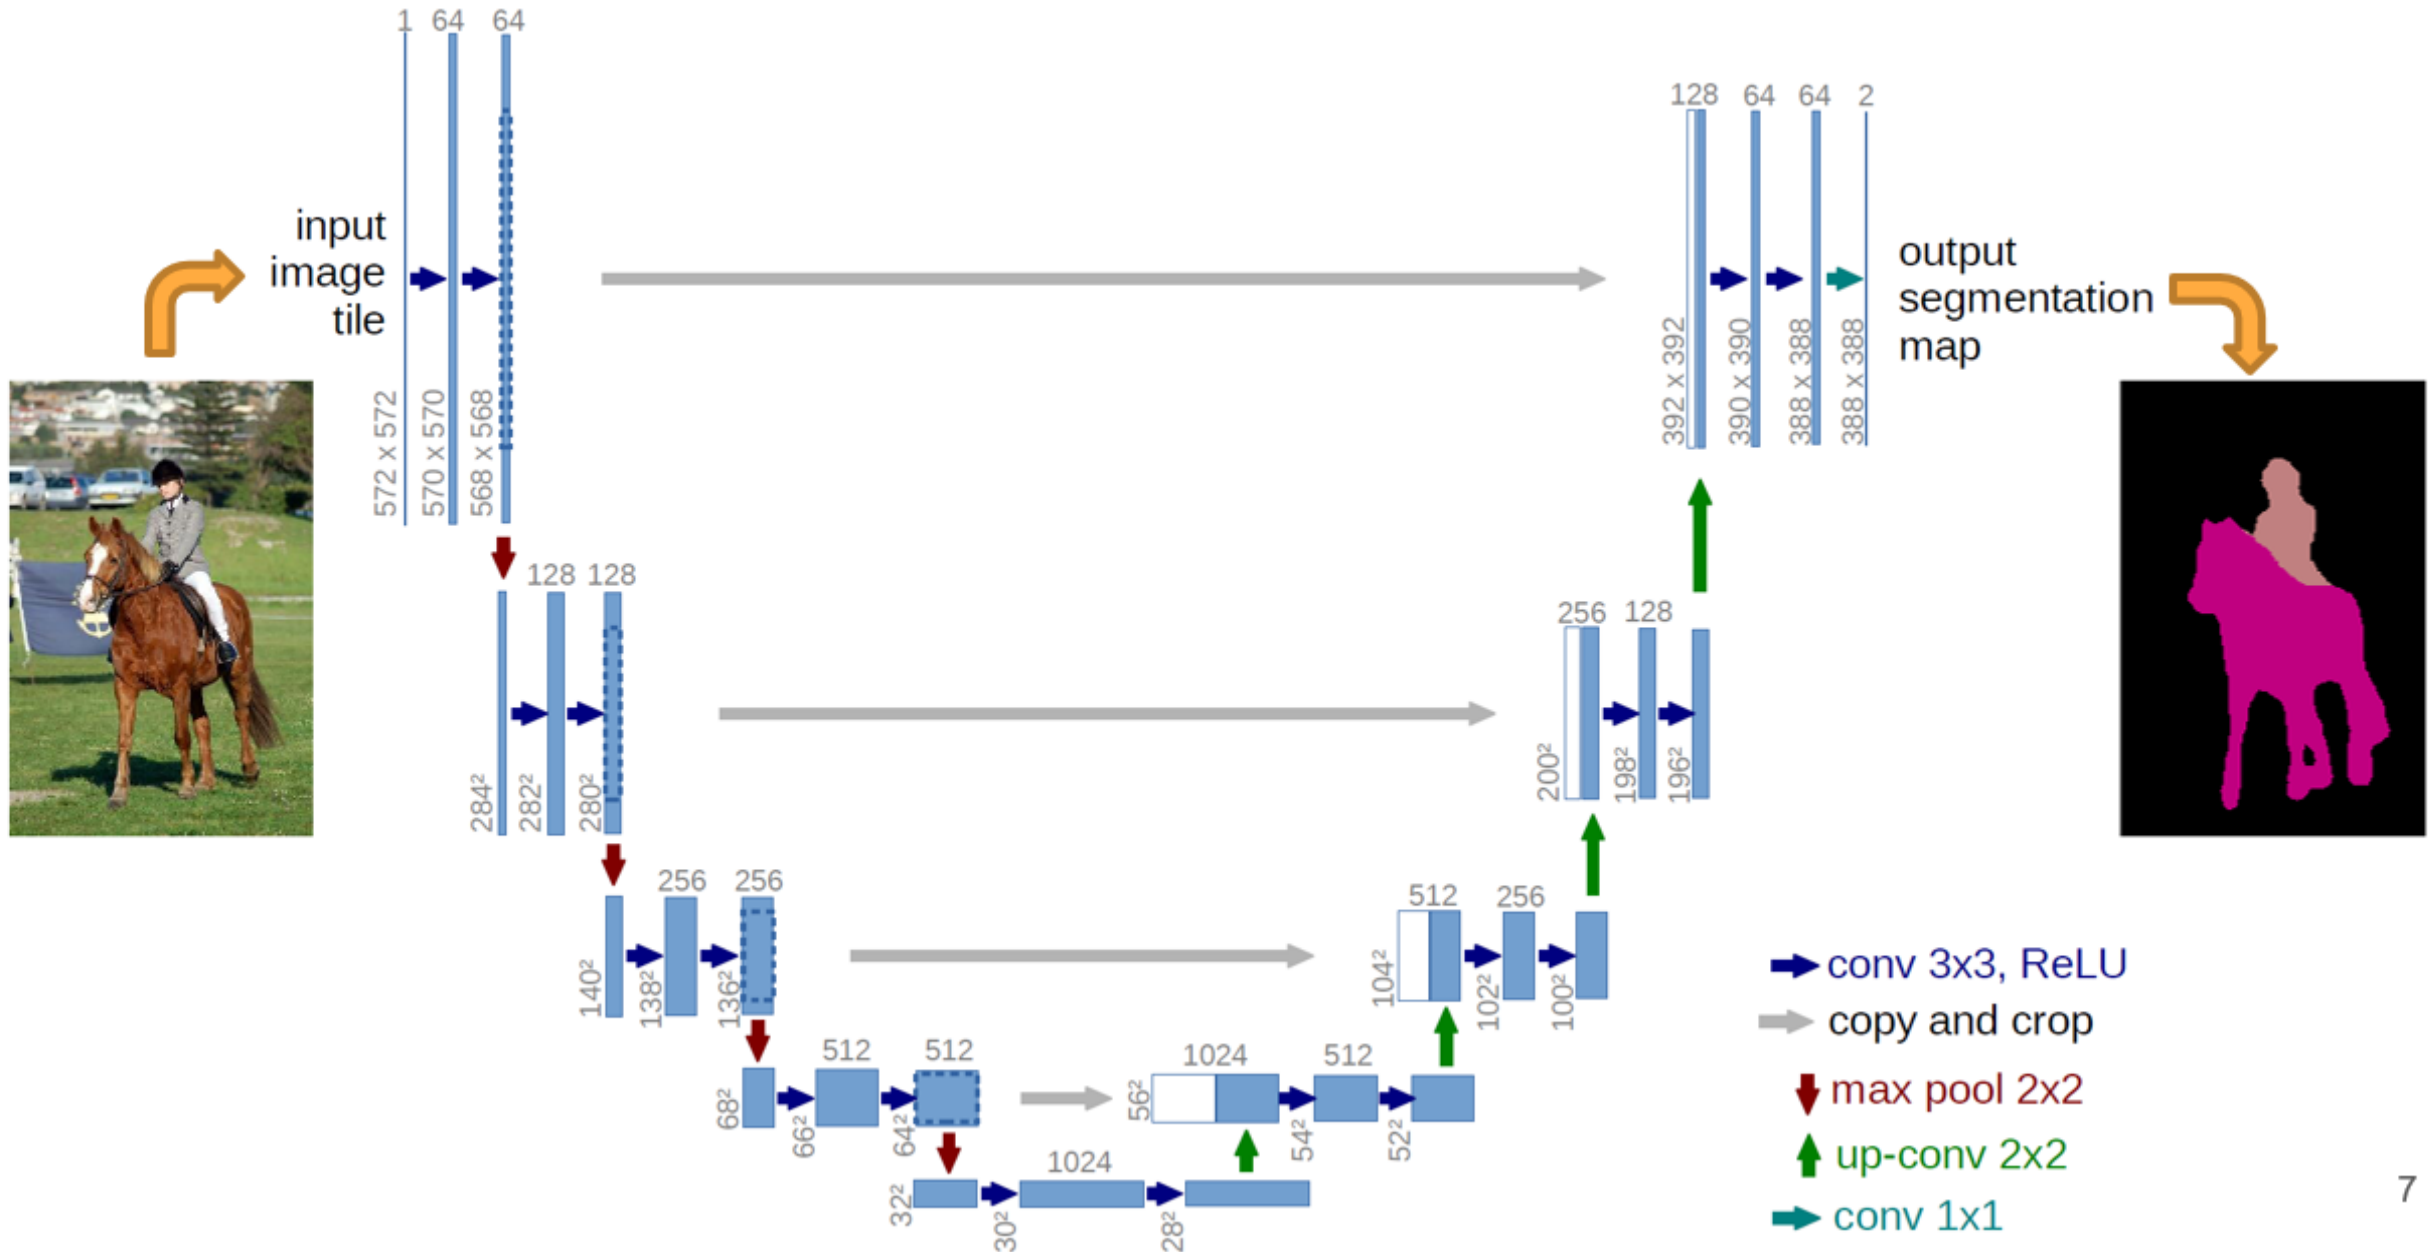 1 64 64
input
image
tile
572 x 572
570 x 570
568 x 568
128 64 64 2
392 x 392
390 x 390
388 x 388
388 x 388
output
segmentation
map
128 128
284²
282²
280²
256 128
200²
198²
196²
256 256
140²
138²
136²
512 256
104²
102²
100²
512 512
68²
66²
64²
1024 512
56²
54²
52²
1024
32²
30²
28²
conv 3x3, ReLU
copy and crop
max pool 2x2
up-conv 2x2
conv 1x1
7